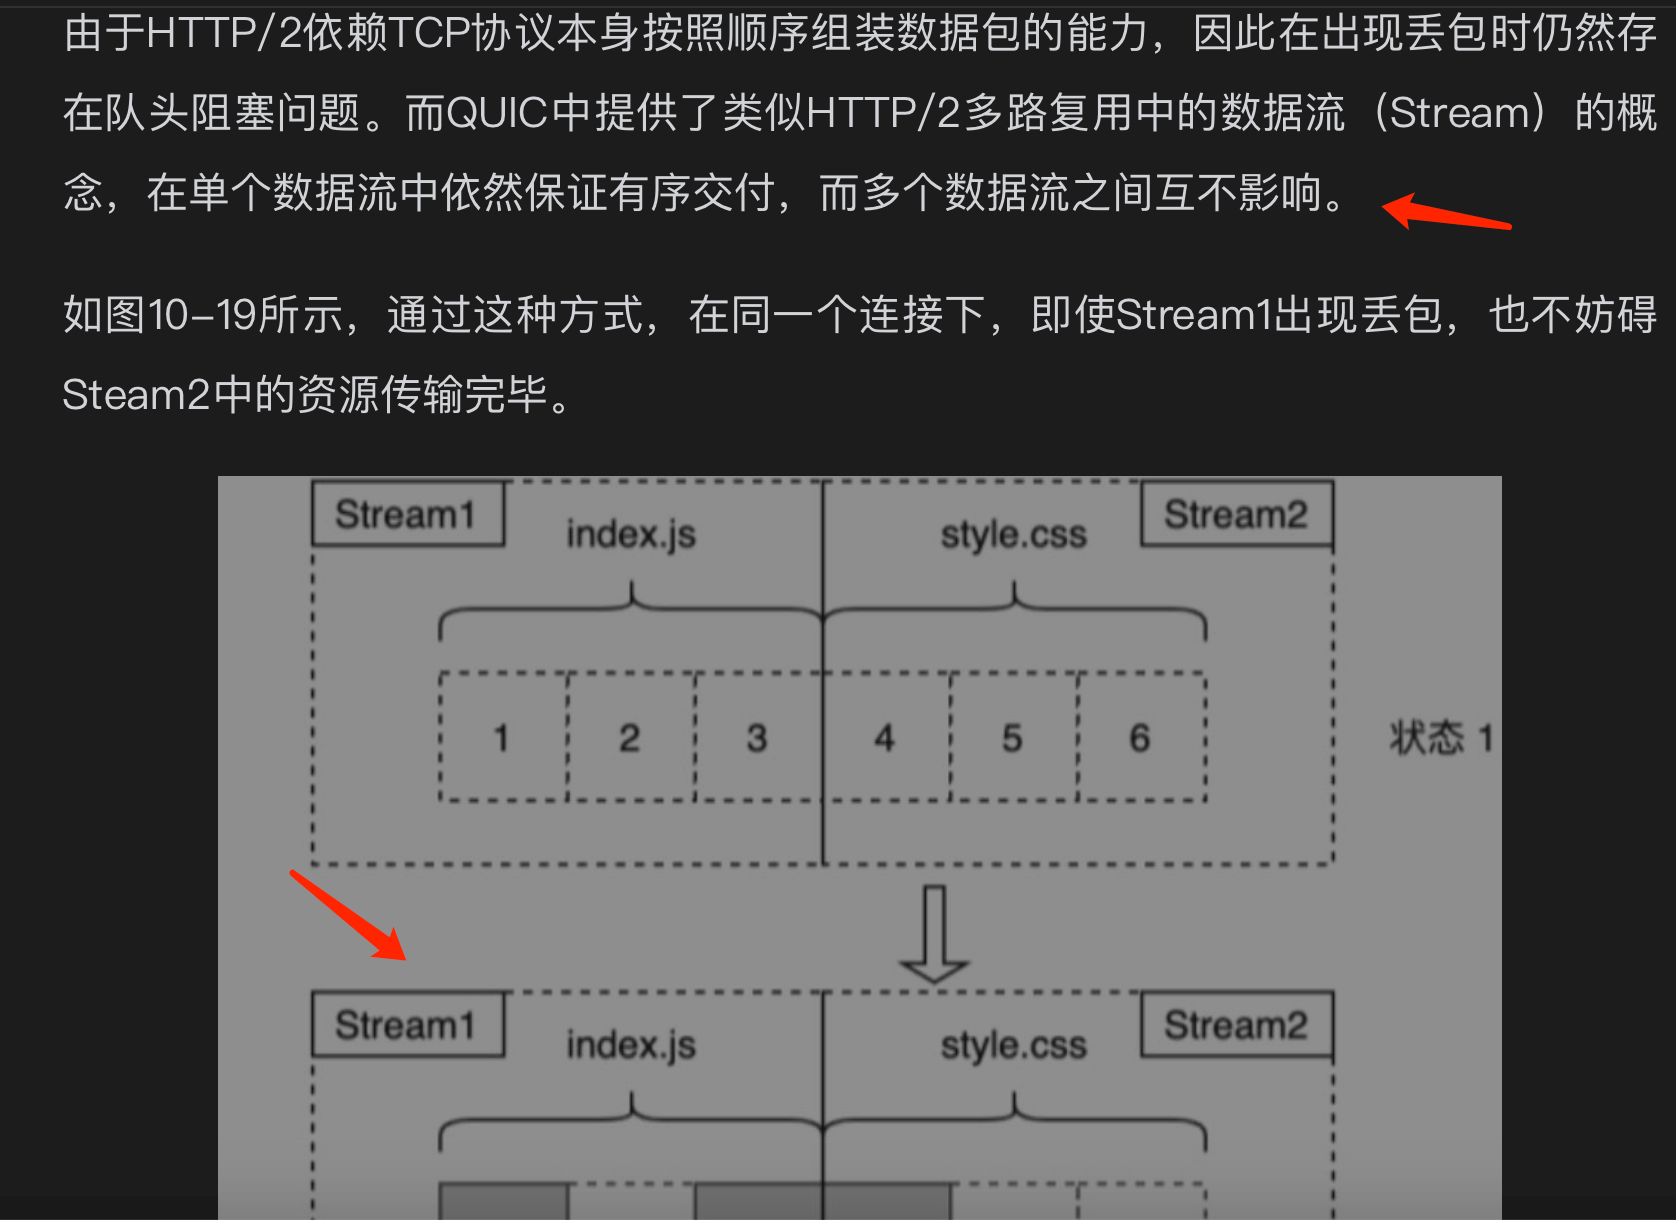 由于HTTP/2依赖TCP协议本身按照顺序组装数据包的能力，因此在出现丢包时仍然存
在队头阻塞问题。而QUIC中提供了类似HTTP/2多路复用中的数据流（Stream）的概
念，在单个数据流中依然保证有序交付，而多个数据流之间互不影响。
如图10-19所示，通过这种方式，在同一个连接下，即使Stream1出现丢包，也不妨碍
Steam2中的资源传输完毕。
Stream1 index.js style.css Stream2
1 2 3 4 5 6 状态 1
Stream1 index.js style.css Stream2